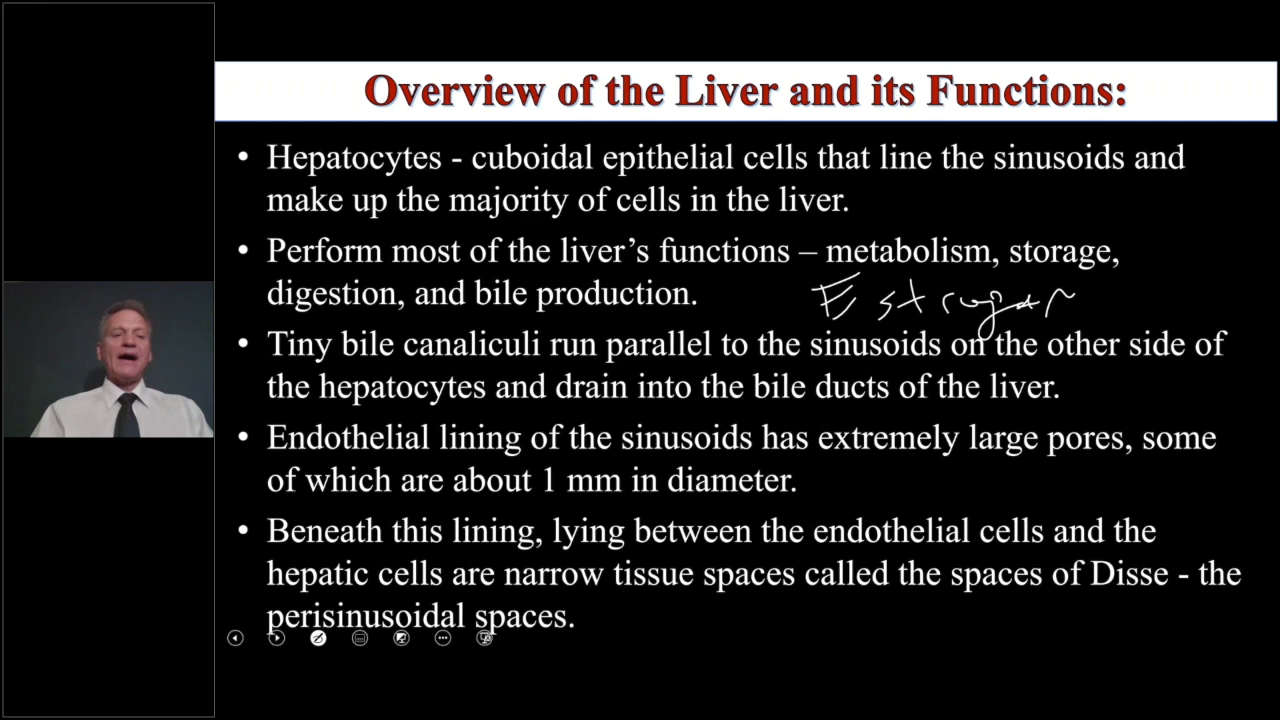 Overview of the Liver and its Functions:
• Hepatocytes - cuboidal epithelial cells that line the sinusoids and
make up the majority of cells in the liver.
• Perform most of the liver’s functions – metabolism, storage,
digestion, and bile production.
• Tiny bile canaliculi run parallel to the sinusoids on the other side of
the hepatocytes and drain into the bile ducts of the liver.
• Endothelial lining of the sinusoids has extremely large pores, some
of which are about 1 mm in diameter.
• Beneath this lining, lying between the endothelial cells and the
hepatic cells are narrow tissue spaces called the spaces of Disse - the
perisinusoidal spaces.